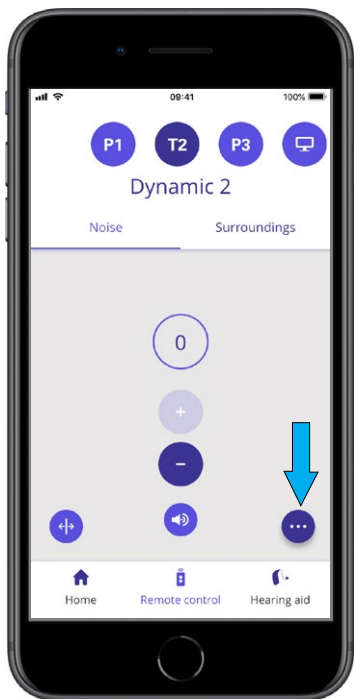 09:41 100%
P1 T2 P3
Dynamic 2
Noise Surroundings
0
+
−
Home Remote control Hearing aid